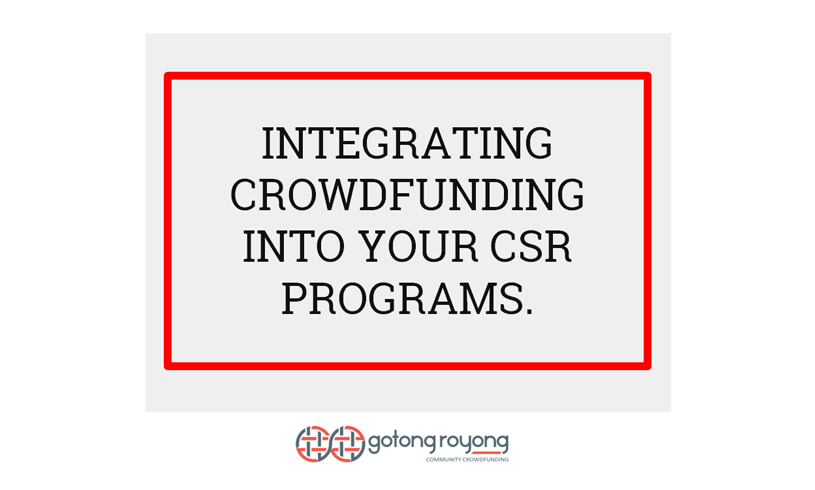 INTEGRATING
CROWDFUNDING
INTO YOUR CSR
PROGRAMS.
gotong royong
COMMUNITY CROWDFUNDING